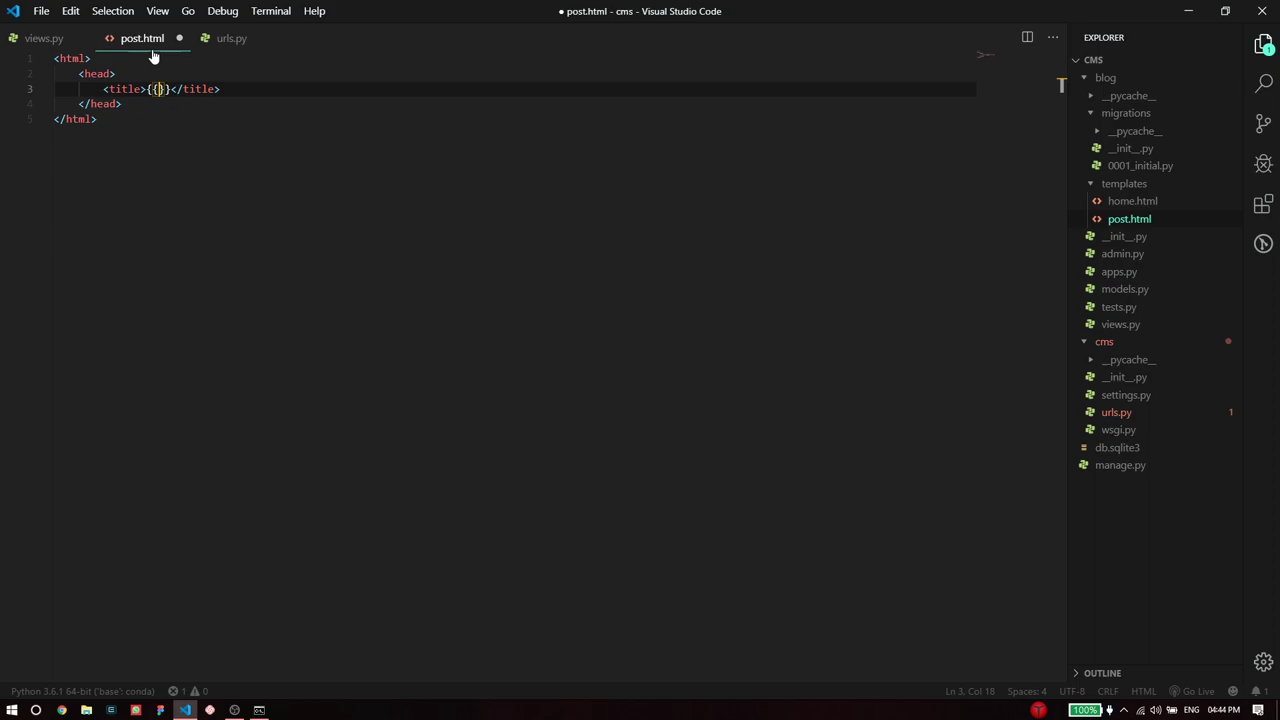 File Edit Selection View Go Debug Terminal Help
● post.html - cms - Visual Studio Code
views.py
<> post.html
urls.py
1 <html>
2 <head>
3 <title>{{}}</title>
4 </head>
5 </html>
EXPLORER
CMS
blog
__pycache__
migrations
__pycache__
__init__.py
0001_initial.py
templates
<> home.html
<> post.html
__init__.py
admin.py
apps.py
models.py
tests.py
views.py
cms
__pycache__
__init__.py
settings.py
urls.py 1
wsgi.py
db.sqlite3
manage.py
OUTLINE
1
Python 3.6.1 64-bit ('base': conda) 1 0
Ln 3, Col 18 Spaces: 4 UTF-8 CRLF HTML Go Live 1
100% ENG 04:44 PM